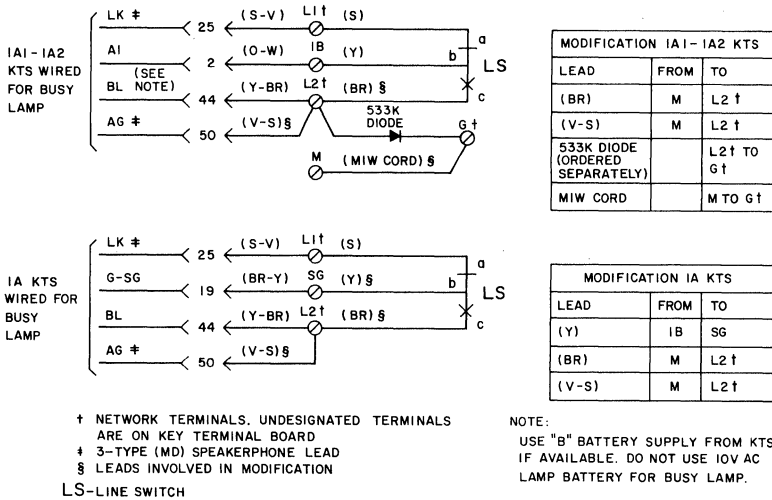 LK ‡ 25 (S-V) L1† (S) a
1A1-1A2 KTS WIRED FOR BUSY LAMP
A1 2 (O-W) IB (Y) b LS
(SEE NOTE)
BL 44 (Y-BR) L2† (BR) § c
AG ‡ 50 (V-S)§ 533K DIODE G†
M (MIW CORD) §
MODIFICATION 1A1-1A2 KTS
LEAD FROM TO
(BR) M L2 †
(V-S) M L2 †
533K DIODE (ORDERED SEPARATELY) L2† TO G†
MIW CORD M TO G†
LK ‡ 25 (S-V) L1† (S) a
1A KTS WIRED FOR BUSY LAMP
G-SG 19 (BR-Y) SG (Y)§ b LS
BL 44 (Y-BR) L2† (BR) § c
AG ‡ 50 (V-S)§
MODIFICATION 1A KTS
LEAD FROM TO
(Y) IB SG
(BR) M L2†
(V-S) M L2†
† NETWORK TERMINALS. UNDESIGNATED TERMINALS
ARE ON KEY TERMINAL BOARD
‡ 3-TYPE (MD) SPEAKERPHONE LEAD
§ LEADS INVOLVED IN MODIFICATION
LS-LINE SWITCH
NOTE:
USE "B" BATTERY SUPPLY FROM KTS
IF AVAILABLE. DO NOT USE 10V AC
LAMP BATTERY FOR BUSY LAMP.